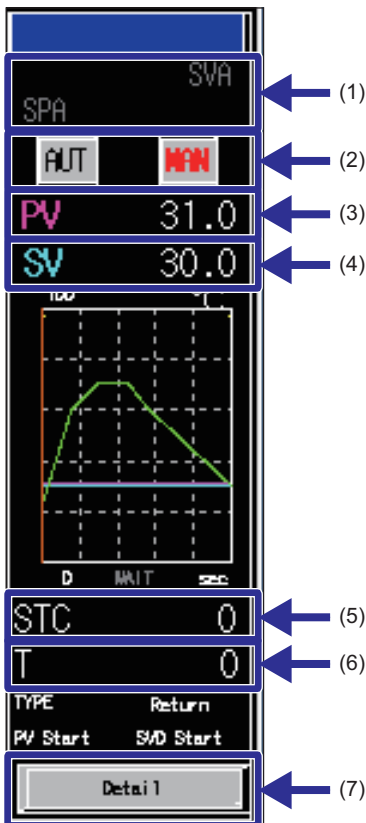 SVA (1)
SPA
AUT MAN (2)
PV 31.0 (3)
SV 30.0 (4)
100 °C
D WAIT sec
STC 0 (5)
T 0 (6)
TYPE Return
PV Start SVD Start
Detail (7)